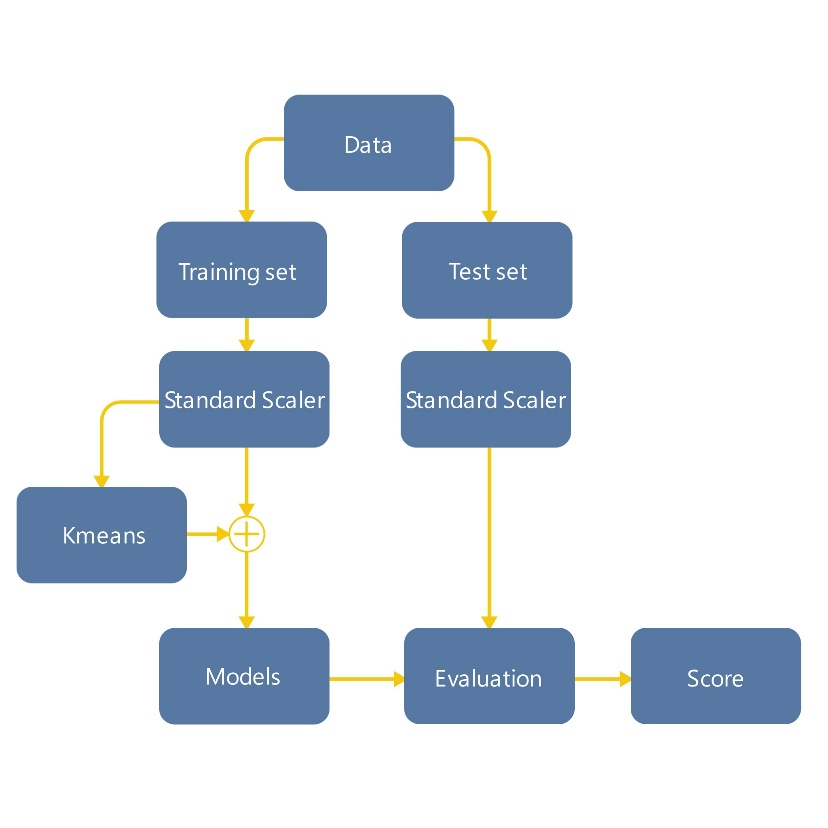 Data
Training set
Test set
Standard Scaler
Standard Scaler
Kmeans
Models
Evaluation
Score